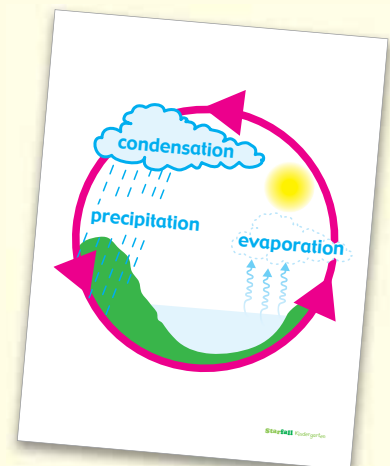 condensation
precipitation
evaporation
Starfall Kindergarten